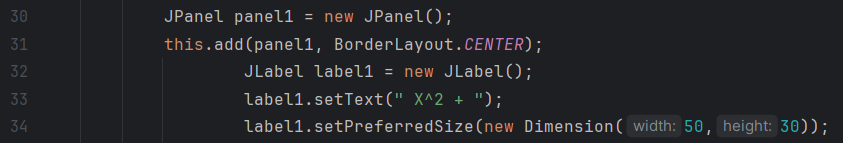 30 JPanel panel1 = new JPanel();
31 this.add(panel1, BorderLayout.CENTER);
32 JLabel label1 = new JLabel();
33 label1.setText(" X^2 + ");
34 label1.setPreferredSize(new Dimension( width: 50, height: 30));